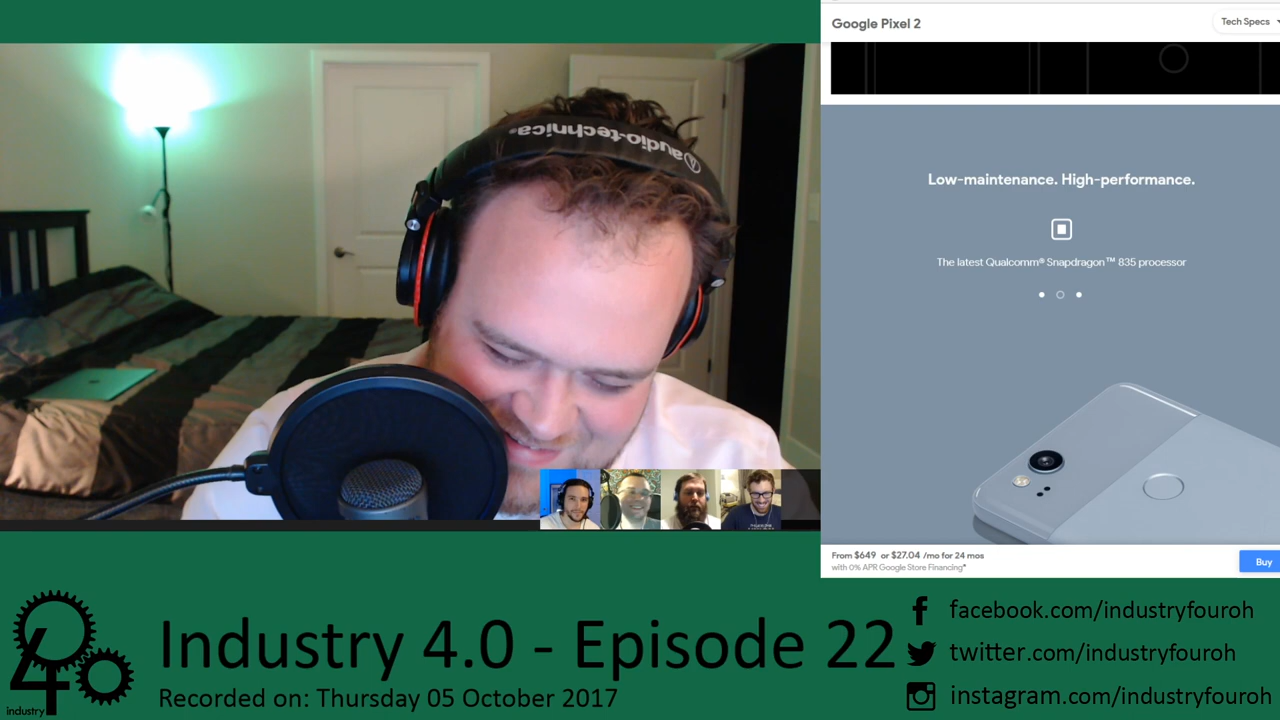 Google Pixel 2
Tech Specs
audio-technica®
Low-maintenance. High-performance.
The latest Qualcomm® Snapdragon™ 835 processor
From $649 or $27.04 /mo for 24 mos
with 0% APR Google Store Financing*
Buy
40
industry
Industry 4.0 - Episode 22
Recorded on: Thursday 05 October 2017
facebook.com/industryfouroh
twitter.com/industryfouroh
instagram.com/industryfouroh